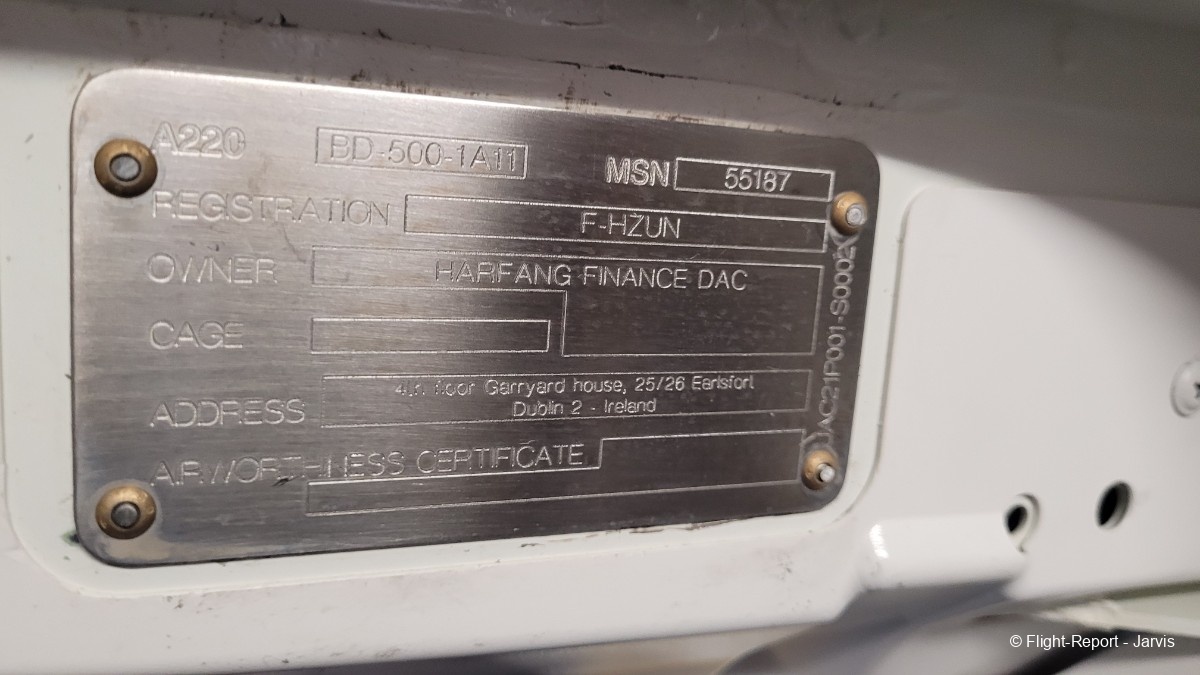 A220 BD-500-1A11 MSN 55187
REGISTRATION F-HZUN
OWNER HARFANG FINANCE DAC
CAGE
ADDRESS 4th floor Garryard house, 25/26 Earlsfort
Dublin 2 - Ireland
AIRWORTHINESS CERTIFICATE
© Flight-Report - Jarvis